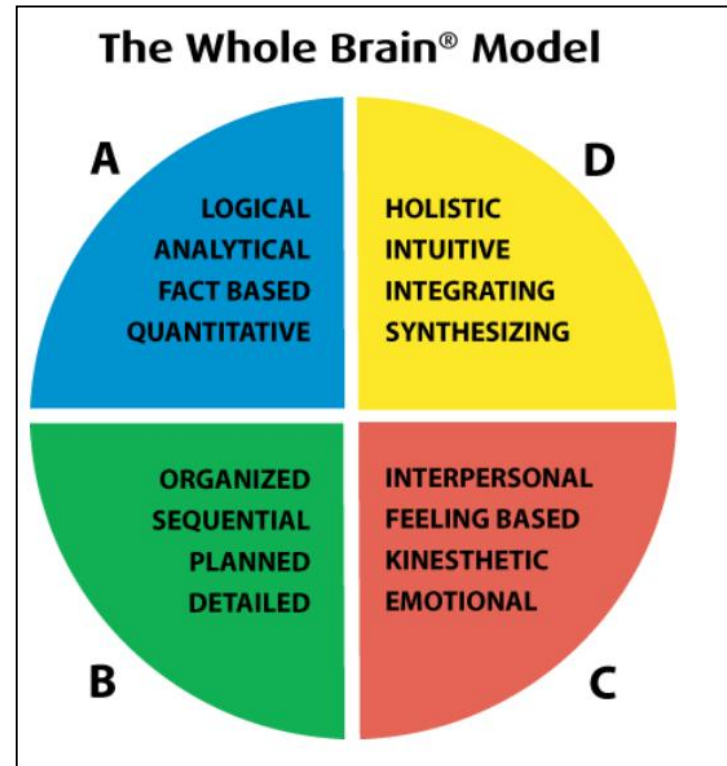 The Whole Brain® Model
A
LOGICAL
ANALYTICAL
FACT BASED
QUANTITATIVE
D
HOLISTIC
INTUITIVE
INTEGRATING
SYNTHESIZING
B
ORGANIZED
SEQUENTIAL
PLANNED
DETAILED
C
INTERPERSONAL
FEELING BASED
KINESTHETIC
EMOTIONAL